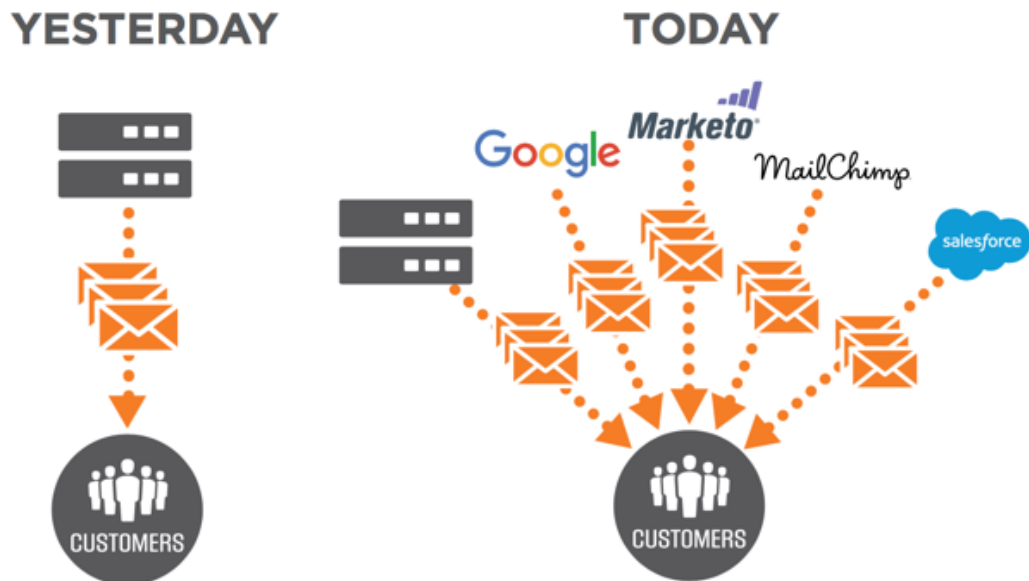 YESTERDAY
TODAY
Google
Marketo®
MailChimp
salesforce
CUSTOMERS
CUSTOMERS